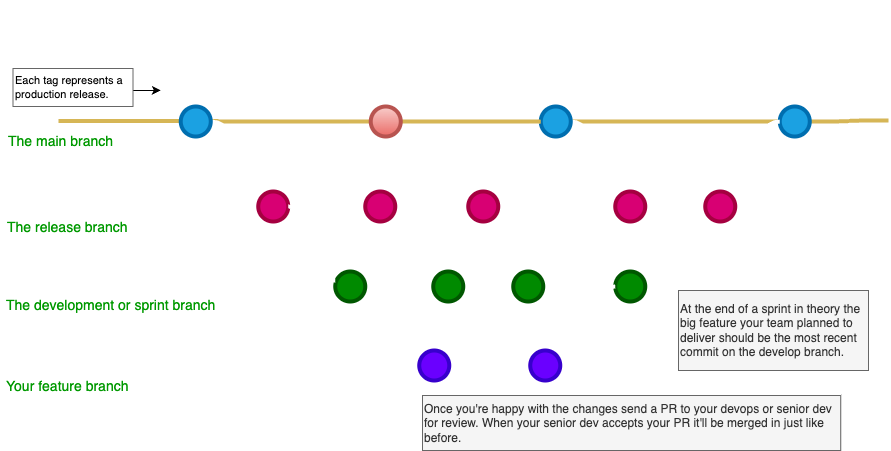 Each tag represents a
production release.
The main branch
The release branch
The development or sprint branch
At the end of a sprint in theory the
big feature your team planned to
deliver should be the most recent
commit on the develop branch.
Your feature branch
Once you're happy with the changes send a PR to your devops or senior dev
for review. When your senior dev accepts your PR it'll be merged in just like
before.